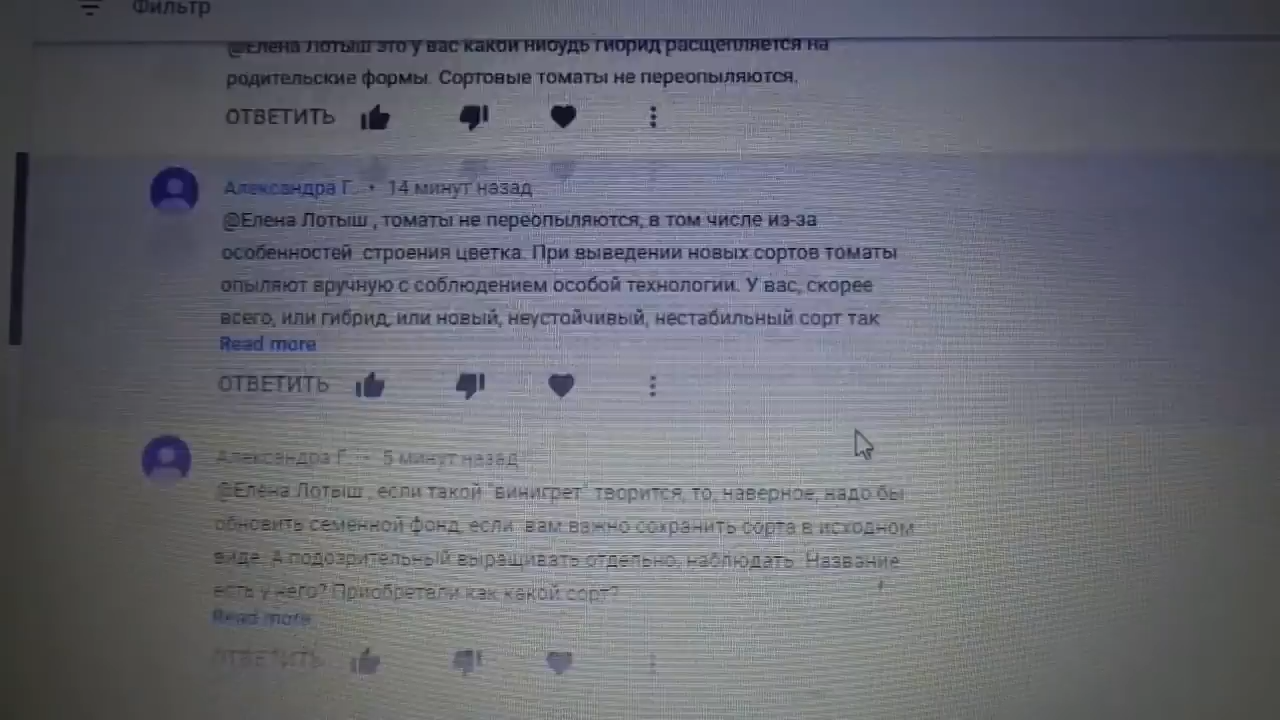 Фильтр
@Елена Лотыш это у вас какой нибудь гибрид расщепляется на
родительские формы. Сортовые томаты не переопыляются.
ОТВЕТИТЬ
Александра Г. • 14 минут назад
@Елена Лотыш , томаты не переопыляются, в том числе из-за
особенностей строения цветка. При выведении новых сортов томаты
опыляют вручную с соблюдением особой технологии. У вас, скорее
всего, или гибрид, или новый, неустойчивый, нестабильный сорт так
Read more
ОТВЕТИТЬ
Александра Г. • 5 минут назад
@Елена Лотыш , если такой "винигрет" творится, то, наверное, надо бы
обновить семенной фонд, если вам важно сохранить сорта в исходном
виде. А подозрительный выращивать отдельно, наблюдать. Название
есть у него? Приобретали как какой сорт?
Read more
ОТВЕТИТЬ